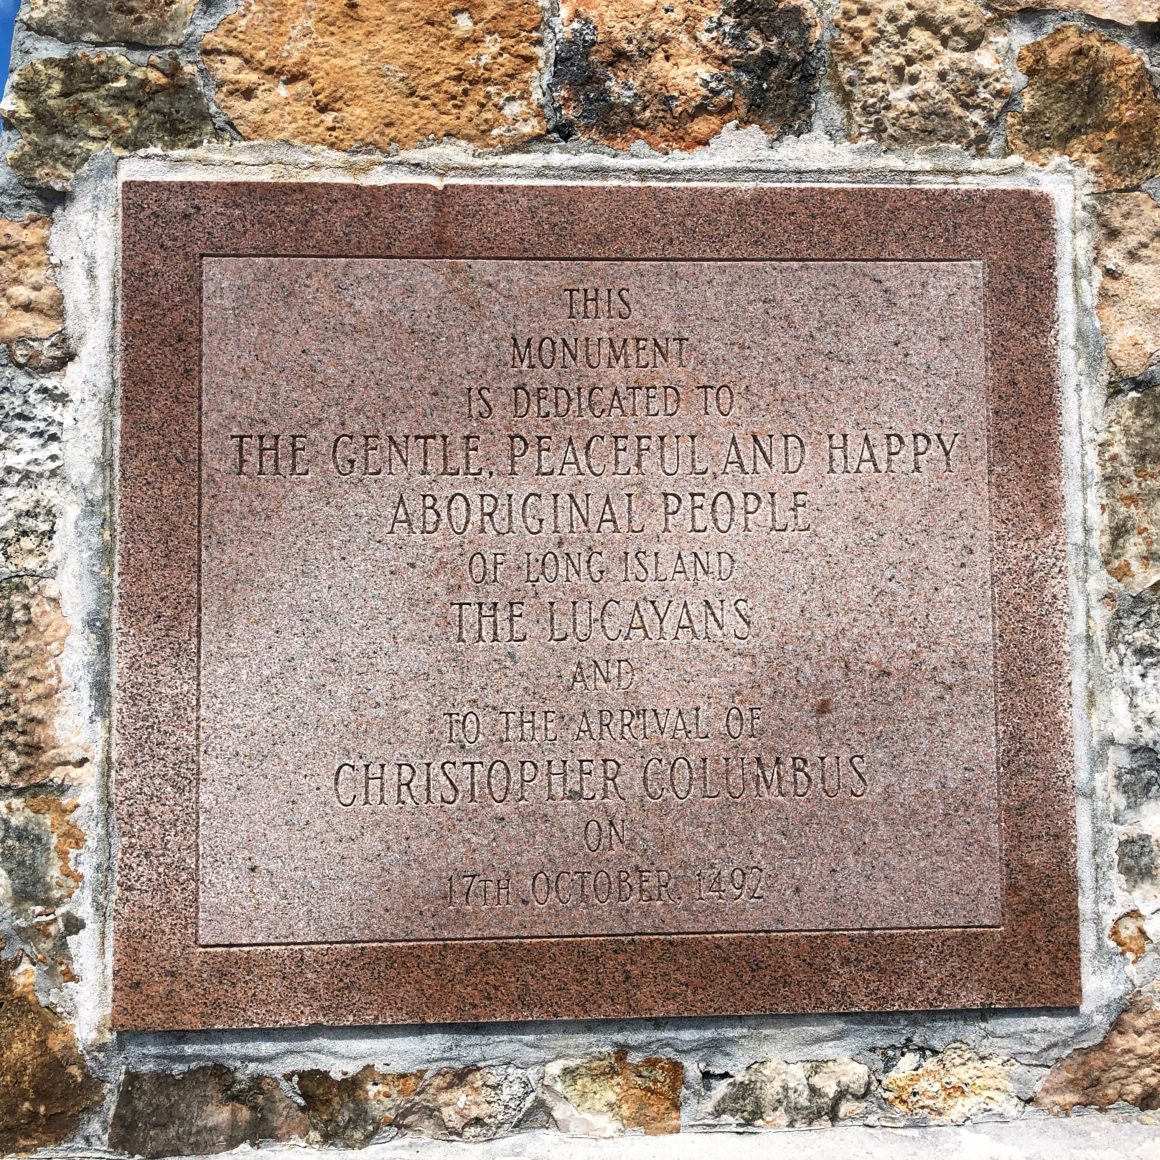 THIS
MONUMENT
IS DEDICATED TO
THE GENTLE, PEACEFUL, AND HAPPY
ABORIGINAL PEOPLE
OF LONG ISLAND
THE LUCAYANS
AND
TO THE ARRIVAL OF
CHRISTOPHER COLUMBUS
ON
17TH OCTOBER, 1492